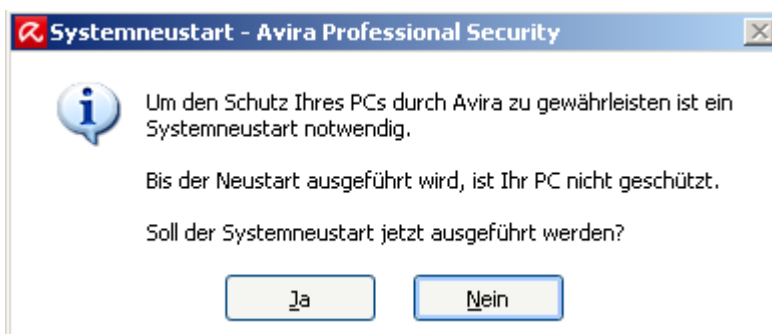 Systemneustart - Avira Professional Security
Um den Schutz Ihres PCs durch Avira zu gewährleisten ist ein
Systemneustart notwendig.
Bis der Neustart ausgeführt wird, ist Ihr PC nicht geschützt.
Soll der Systemneustart jetzt ausgeführt werden?
Ja
Nein